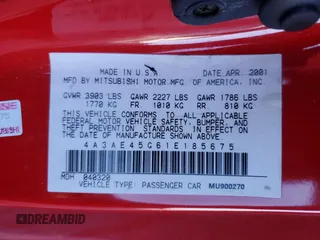 MADE IN U.S.A. DATE APR. 2001
MFD BY MITSUBISHI MOTOR MFG. OF AMERICA, INC.
GVWR 3903 LBS GAWR 2227 LBS GAWR 1786 LBS
1770 KG FR 1010 KG RR 810 KG
THIS VEHICLE CONFORMS TO ALL APPLICABLE
FEDERAL MOTOR VEHICLE SAFETY, BUMPER, AND
THEFT PREVENTION STANDARDS IN EFFECT ON
THE DATE OF MANUFACTURE SHOWN ABOVE.
4A3AE45G61E185675
MDH 040320
VEHICLE TYPE: PASSENGER CAR MU900270
DREAMBID